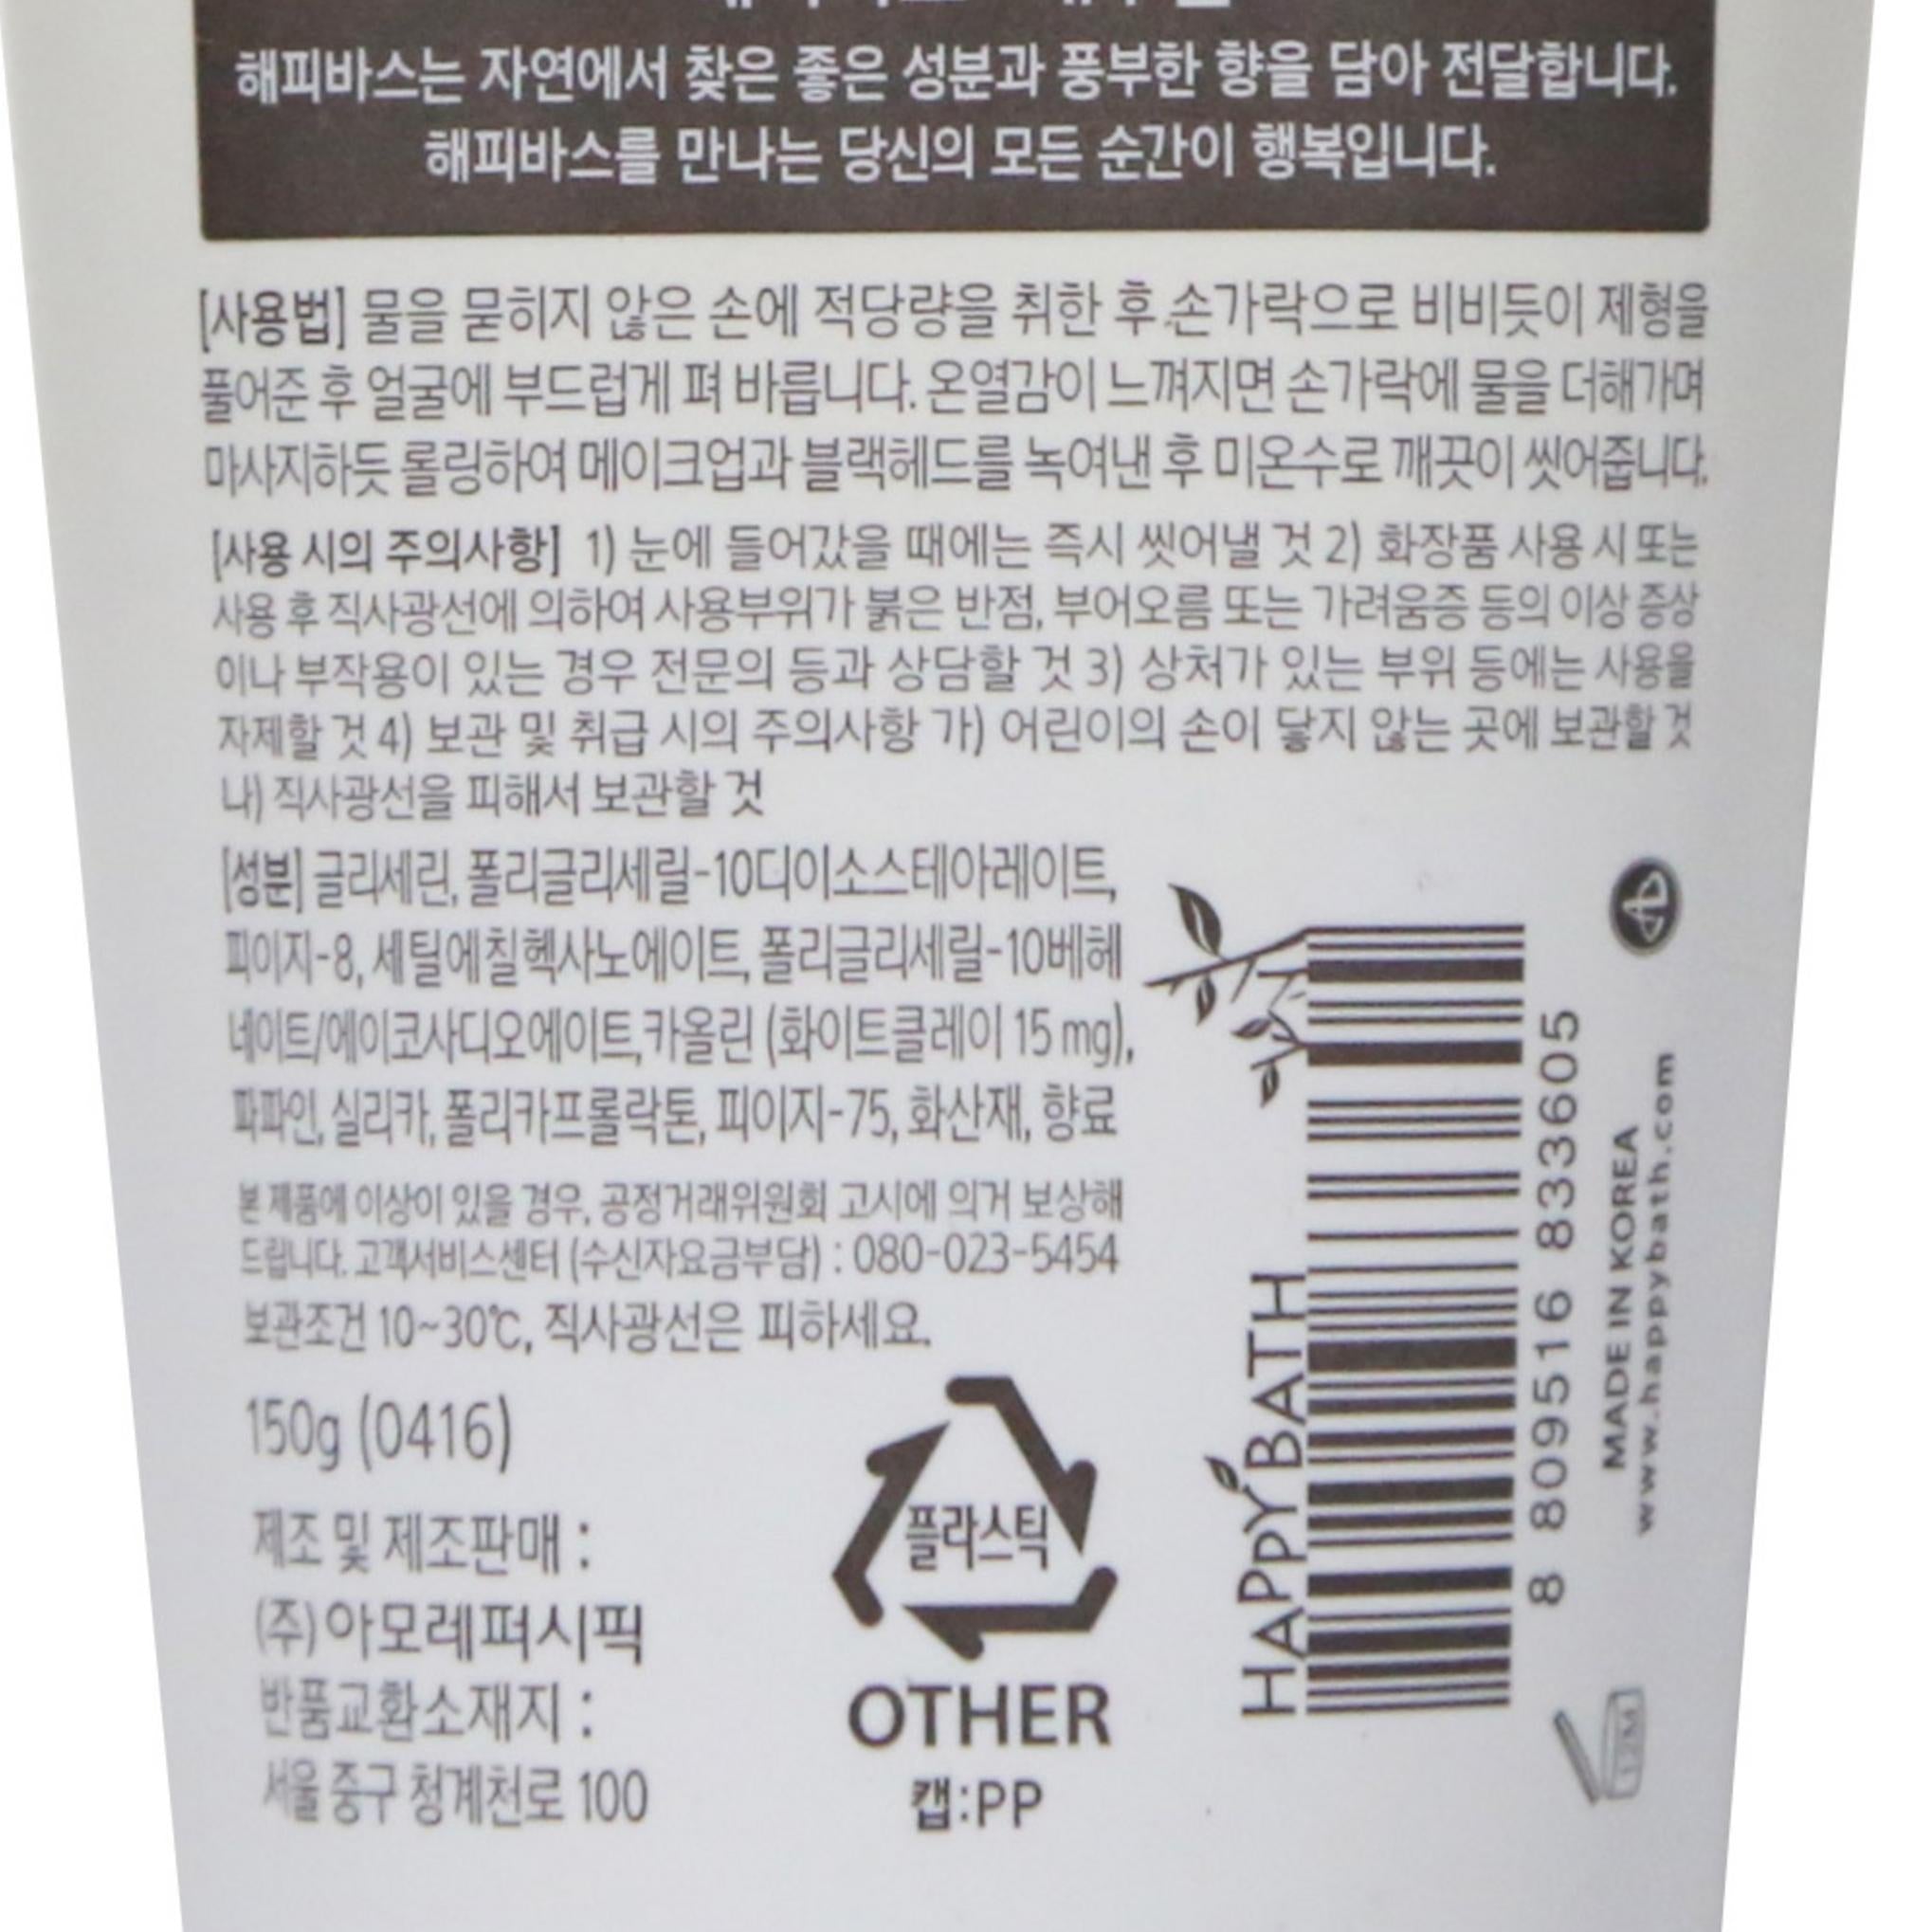 해피바스는 자연에서 찾은 좋은 성분과 풍부한 향을 담아 전달합니다.
해피바스를 만나는 당신의 모든 순간이 행복입니다.
[사용법] 물을 묻히지 않은 손에 적당량을 취한 후 손가락으로 비비듯이 제형을
풀어준 후 얼굴에 부드럽게 펴 바릅니다. 온열감이 느껴지면 손가락에 물을 더해가며
마사지하듯 롤링하여 메이크업과 블랙헤드를 녹여낸 후 미온수로 깨끗이 씻어줍니다.
[사용 시의 주의사항] 1) 눈에 들어갔을 때에는 즉시 씻어낼 것 2) 화장품 사용 시 또는
사용 후 직사광선에 의하여 사용부위가 붉은 반점, 부어오름 또는 가려움증 등의 이상 증상
이나 부작용이 있는 경우 전문의 등과 상담할 것 3) 상처가 있는 부위 등에는 사용을
자제할 것 4) 보관 및 취급 시의 주의사항 가) 어린이의 손이 닿지 않는 곳에 보관할 것
나) 직사광선을 피해서 보관할 것
[성분] 글리세린, 폴리글리세릴-10디이소스테아레이트,
피이지-8, 세틸에칠헥사노에이트, 폴리글리세릴-10베헤
네이트/에이코사디오에이트, 카올린 (화이트클레이 15 mg),
파파인, 실리카, 폴리카프롤락톤, 피이지-75, 화산재, 향료
본 제품에 이상이 있을 경우, 공정거래위원회 고시에 의거 보상해
드립니다. 고객서비스센터 (수신자요금부담) : 080-023-5454
보관조건 10~30℃, 직사광선은 피하세요.
150g (0416)
제조 및 제조판매 :
(주)아모레퍼시픽
반품교환소재지 :
서울 중구 청계천로 100
플라스틱
OTHER
캡:PP
HAPPYBATH
8 809516 833605
MADE IN KOREA
www.happybath.com
12M